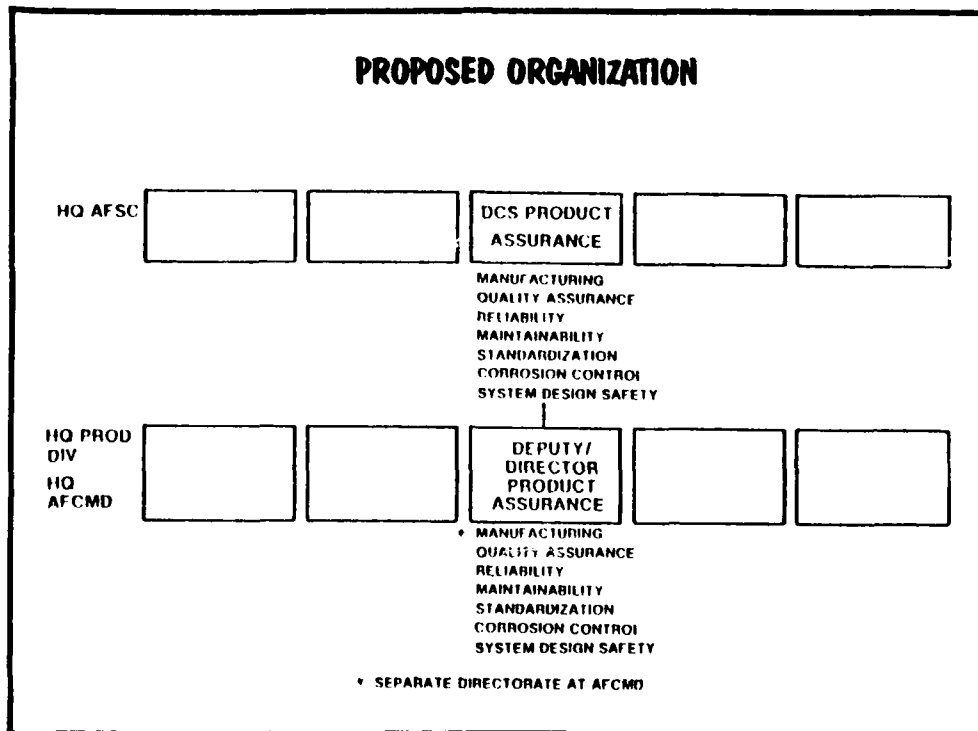 PROPOSED ORGANIZATION
HQ AFSC
DCS PRODUCT
ASSURANCE
MANUFACTURING
QUALITY ASSURANCE
RELIABILITY
MAINTAINABILITY
STANDARDIZATION
CORROSION CONTROL
SYSTEM DESIGN SAFETY
HQ PROD
DIV
HQ
AFCMD
DEPUTY/
DIRECTOR
PRODUCT
ASSURANCE
* MANUFACTURING
QUALITY ASSURANCE
RELIABILITY
MAINTAINABILITY
STANDARDIZATION
CORROSION CONTROL
SYSTEM DESIGN SAFETY
* SEPARATE DIRECTORATE AT AFCMD